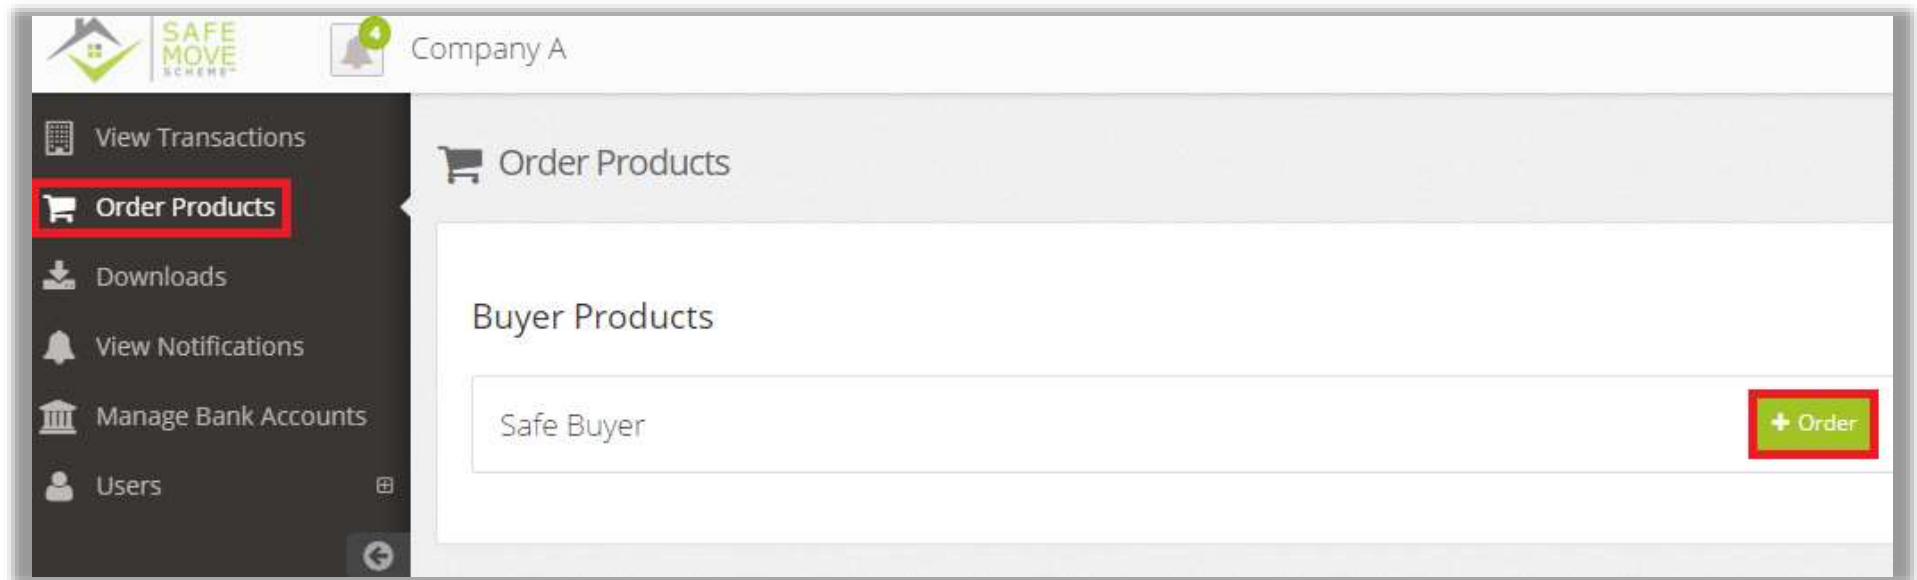 SAFE
MOVE
SCHEME™
4
Company A
View Transactions
Order Products
Downloads
View Notifications
Manage Bank Accounts
Users
Order Products
Buyer Products
Safe Buyer
+ Order